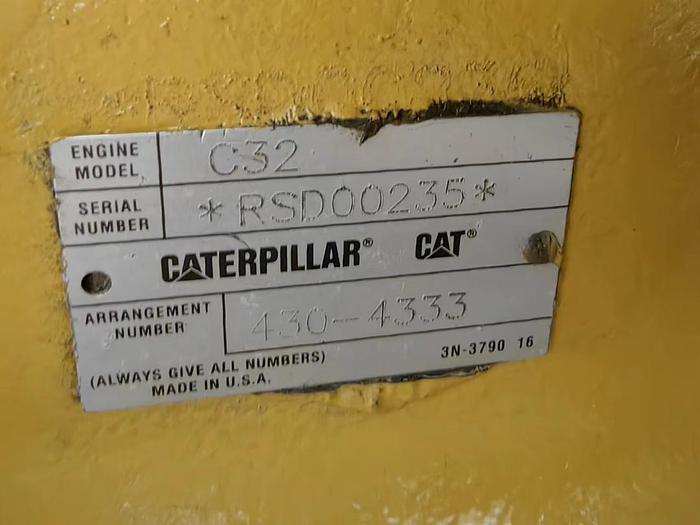 ENGINE MODEL C32
SERIAL NUMBER *RSD00235*
CATERPILLAR® CAT®
ARRANGEMENT NUMBER 430-4333
(ALWAYS GIVE ALL NUMBERS) 3N-3790 16
MADE IN U.S.A.